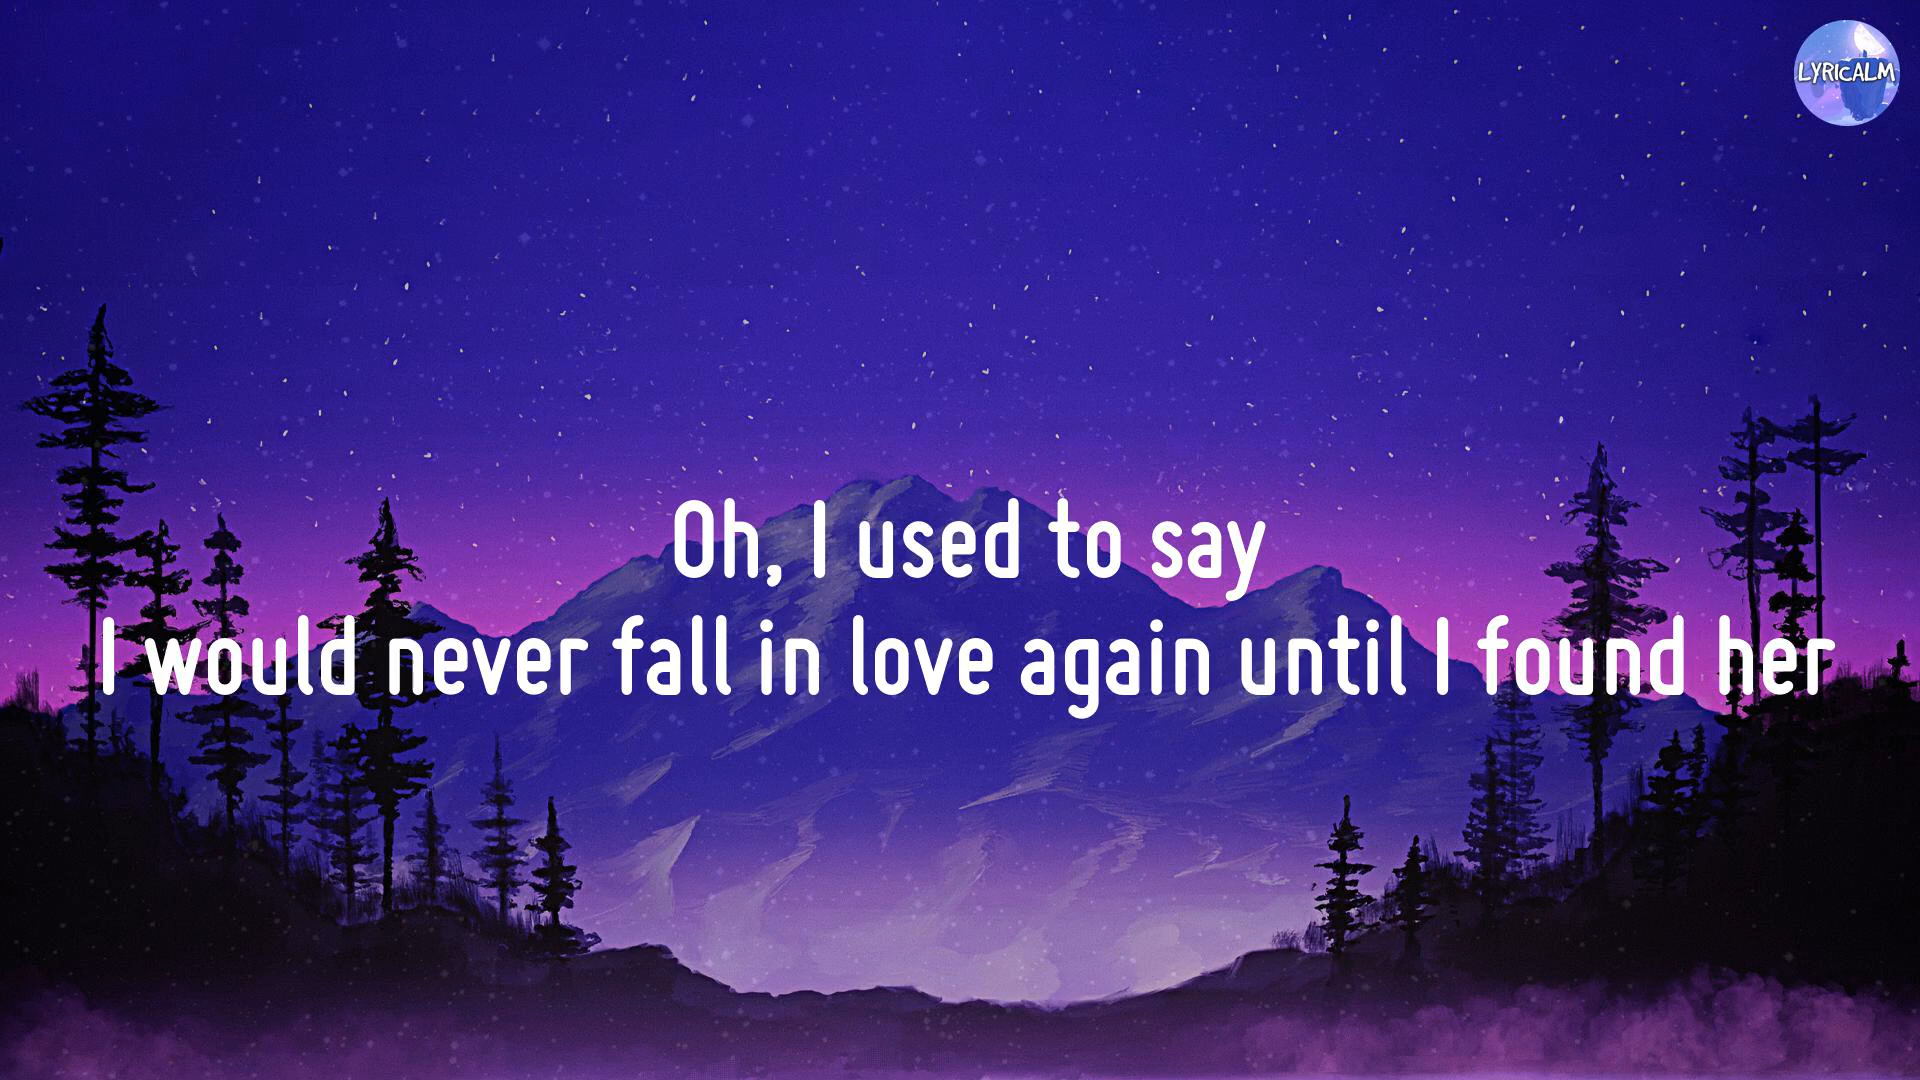 LYRICALM
Oh, I used to say
I would never fall in love again until I found her